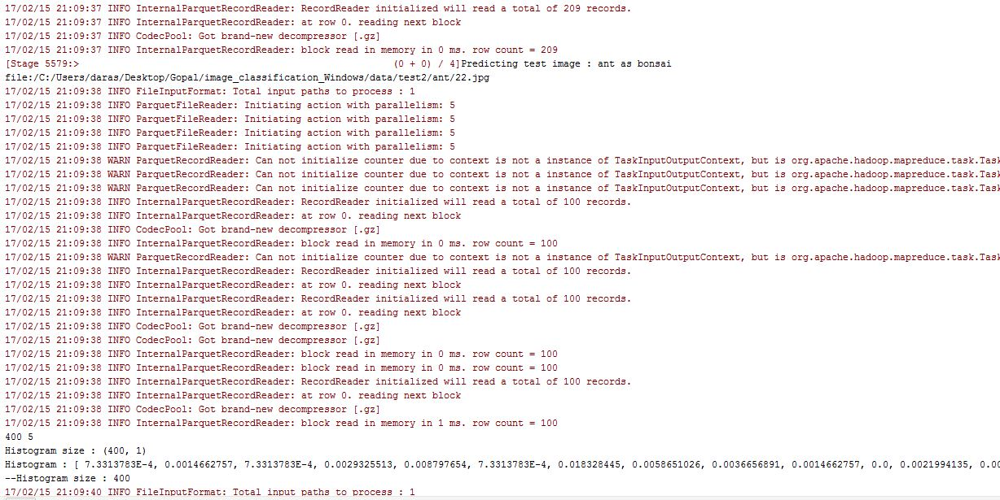 17/02/15 21:09:37 INFO InternalParquetRecordReader: RecordReader initialized will read a total of 209 records.
17/02/15 21:09:37 INFO InternalParquetRecordReader: at row 0. reading next block
17/02/15 21:09:37 INFO CodecPool: Got brand-new decompressor [.gz]
17/02/15 21:09:37 INFO InternalParquetRecordReader: block read in memory in 0 ms. row count = 209
[Stage 5579:> (0 + 0) / 4]Predicting test image : ant as bonsai
file:/C:/Users/daras/Desktop/Gopal/image_classification_Windows/data/test2/ant/22.jpg
17/02/15 21:09:38 INFO FileInputFormat: Total input paths to process : 1
17/02/15 21:09:38 INFO ParquetFileReader: Initiating action with parallelism: 5
17/02/15 21:09:38 INFO ParquetFileReader: Initiating action with parallelism: 5
17/02/15 21:09:38 INFO ParquetFileReader: Initiating action with parallelism: 5
17/02/15 21:09:38 INFO ParquetFileReader: Initiating action with parallelism: 5
17/02/15 21:09:38 WARN ParquetRecordReader: Can not initialize counter due to context is not a instance of TaskInputOutputContext, but is org.apache.hadoop.mapreduce.task.Task
17/02/15 21:09:38 WARN ParquetRecordReader: Can not initialize counter due to context is not a instance of TaskInputOutputContext, but is org.apache.hadoop.mapreduce.task.Task
17/02/15 21:09:38 WARN ParquetRecordReader: Can not initialize counter due to context is not a instance of TaskInputOutputContext, but is org.apache.hadoop.mapreduce.task.Task
17/02/15 21:09:38 INFO InternalParquetRecordReader: RecordReader initialized will read a total of 100 records.
17/02/15 21:09:38 INFO InternalParquetRecordReader: at row 0. reading next block
17/02/15 21:09:38 INFO CodecPool: Got brand-new decompressor [.gz]
17/02/15 21:09:38 INFO InternalParquetRecordReader: block read in memory in 0 ms. row count = 100
17/02/15 21:09:38 WARN ParquetRecordReader: Can not initialize counter due to context is not a instance of TaskInputOutputContext, but is org.apache.hadoop.mapreduce.task.Task
17/02/15 21:09:38 INFO InternalParquetRecordReader: RecordReader initialized will read a total of 100 records.
17/02/15 21:09:38 INFO InternalParquetRecordReader: at row 0. reading next block
17/02/15 21:09:38 INFO InternalParquetRecordReader: RecordReader initialized will read a total of 100 records.
17/02/15 21:09:38 INFO InternalParquetRecordReader: at row 0. reading next block
17/02/15 21:09:38 INFO CodecPool: Got brand-new decompressor [.gz]
17/02/15 21:09:38 INFO CodecPool: Got brand-new decompressor [.gz]
17/02/15 21:09:38 INFO InternalParquetRecordReader: block read in memory in 0 ms. row count = 100
17/02/15 21:09:38 INFO InternalParquetRecordReader: block read in memory in 0 ms. row count = 100
17/02/15 21:09:38 INFO InternalParquetRecordReader: RecordReader initialized will read a total of 100 records.
17/02/15 21:09:38 INFO InternalParquetRecordReader: at row 0. reading next block
17/02/15 21:09:38 INFO CodecPool: Got brand-new decompressor [.gz]
17/02/15 21:09:38 INFO InternalParquetRecordReader: block read in memory in 1 ms. row count = 100
400 5
Histogram size : (400, 1)
Histogram : [ 7.3313783E-4, 0.0014662757, 7.3313783E-4, 0.0029325513, 0.008797654, 7.3313783E-4, 0.018328445, 0.0058651026, 0.0036656891, 0.0014662757, 0.0, 0.0021994135, 0.00
--Histogram size : 400
17/02/15 21:09:40 INFO FileInputFormat: Total input paths to process : 1